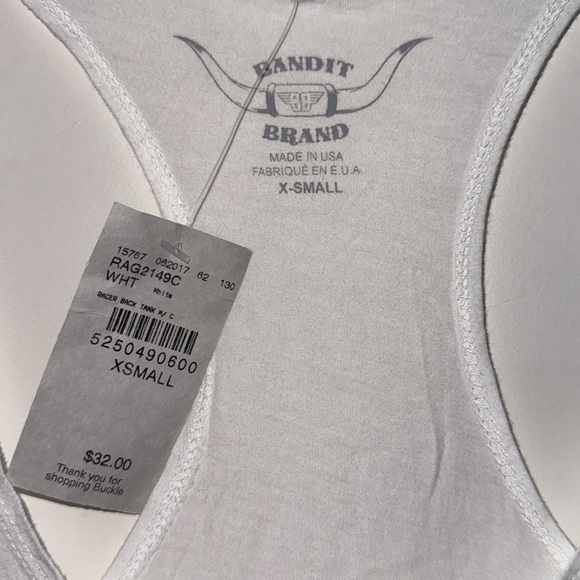 BANDIT
BB
BRAND
MADE IN USA
FABRIQUÉ EN É.U.A.
X-SMALL
15767 062017 62 130
RAG2149C
WHT White
RACER BACK TANK W/ C
5250490600
XSMALL
$32.00
Thank you for
shopping Buckle